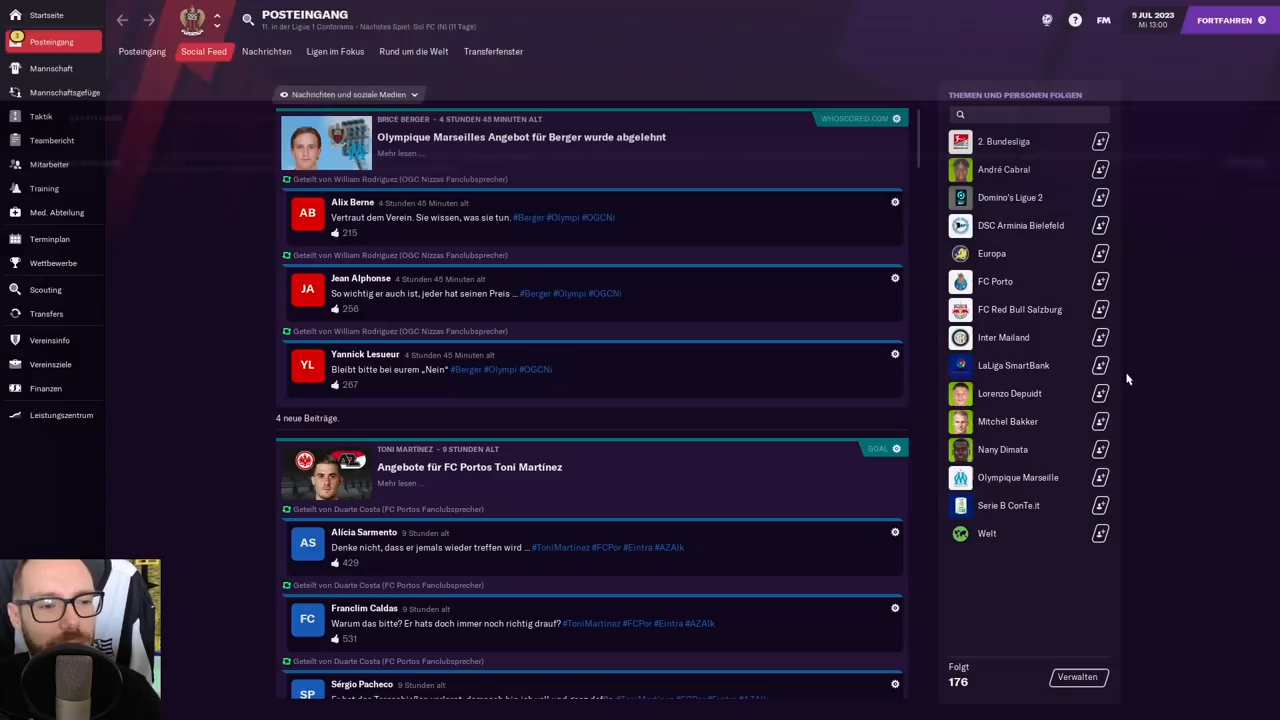 Startseite
3
Posteingang
Mannschaft
Mannschaftsgefüge
Taktik
Teambericht
Mitarbeiter
Training
Med. Abteilung
Terminplan
Wettbewerbe
Scouting
Transfers
Vereinsinfo
Vereinsziele
Finanzen
Leistungszentrum
POSTEINGANG
11. in der Ligue 1 Conforama - Nächstes Spiel: Sol FC (N) (11 Tage)
?
FM
5 JUL 2023
Mi 13:00
FORTFAHREN
Posteingang
Social Feed
Nachrichten
Ligen im Fokus
Rund um die Welt
Transferfenster
Nachrichten und soziale Medien
BRICE BERGER - 4 STUNDEN 45 MINUTEN ALT
WHOSCORED.COM
Olympique Marseilles Angebot für Berger wurde abgelehnt
Mehr lesen ...
Geteilt von William Rodriguez (OGC Nizzas Fanclubsprecher)
AB
Alix Berne 4 Stunden 45 Minuten alt
Vertraut dem Verein. Sie wissen, was sie tun. #Berger #Olympi #OGCNi
215
Geteilt von William Rodriguez (OGC Nizzas Fanclubsprecher)
JA
Jean Alphonse 4 Stunden 45 Minuten alt
So wichtig er auch ist, jeder hat seinen Preis ... #Berger #Olympi #OGCNi
256
Geteilt von William Rodriguez (OGC Nizzas Fanclubsprecher)
YL
Yannick Lesueur 4 Stunden 45 Minuten alt
Bleibt bitte bei eurem „Nein“ #Berger #Olympi #OGCNi
267
4 neue Beiträge.
TONI MARTÍNEZ - 9 STUNDEN ALT
GOAL
Angebote für FC Portos Toni Martínez
Mehr lesen ...
Geteilt von Duarte Costa (FC Portos Fanclubsprecher)
AS
Alícia Sarmento 9 Stunden alt
Denke nicht, dass er jemals wieder treffen wird ... #ToniMartínez #FCPor #Eintra #AZAlk
429
Geteilt von Duarte Costa (FC Portos Fanclubsprecher)
FC
Franclim Caldas 9 Stunden alt
Warum das bitte? Er hats doch immer noch richtig drauf? #ToniMartínez #FCPor #Eintra #AZAlk
531
Geteilt von Duarte Costa (FC Portos Fanclubsprecher)
SP
Sérgio Pacheco 9 Stunden alt
THEMEN UND PERSONEN FOLGEN
2. Bundesliga
André Cabral
Domino's Ligue 2
DSC Arminia Bielefeld
Europa
FC Porto
FC Red Bull Salzburg
Inter Mailand
LaLiga SmartBank
Lorenzo Depuidt
Mitchel Bakker
Nany Dimata
Olympique Marseille
Serie B ConTe.it
Welt
Folgt
176
Verwalten